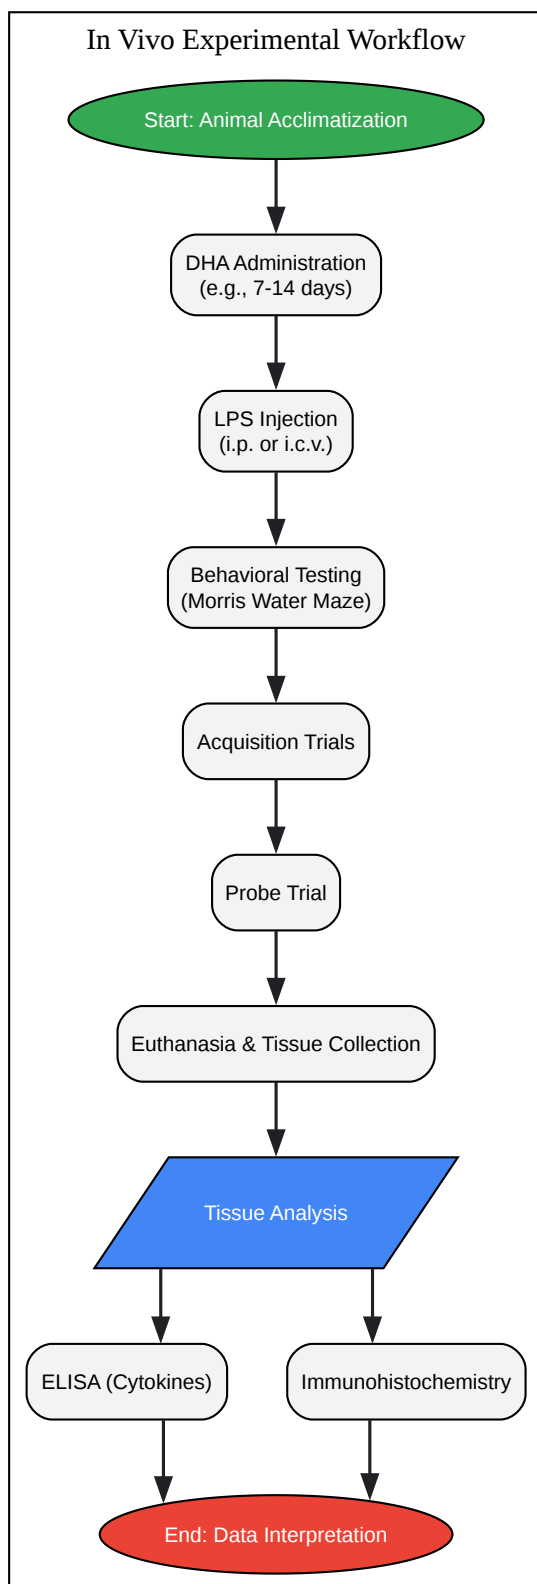 In Vivo Experimental Workflow
Start: Animal Acclimatization
DHA Administration
(e.g., 7-14 days)
LPS Injection
(i.p. or i.c.v.)
Behavioral Testing
(Morris Water Maze)
Acquisition Trials
Probe Trial
Euthanasia & Tissue Collection
Tissue Analysis
ELISA (Cytokines)
Immunohistochemistry
End: Data Interpretation